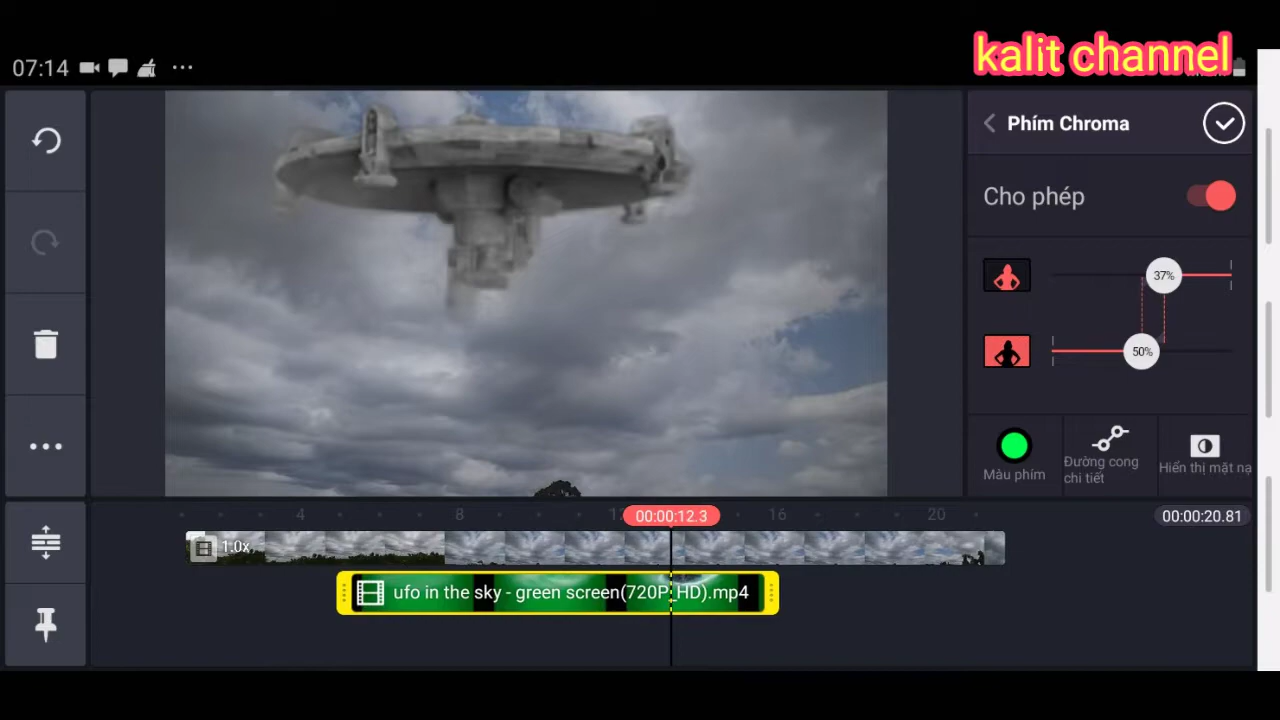 kalit channel
07:14
Phím Chroma
Cho phép
37%
50%
Màu phím
Đường cong
chi tiết
Hiển thị mặt nạ
4
8
12
00:00:12.3
16
20
00:00:20.81
1.0x
ufo in the sky - green screen(720P_HD).mp4